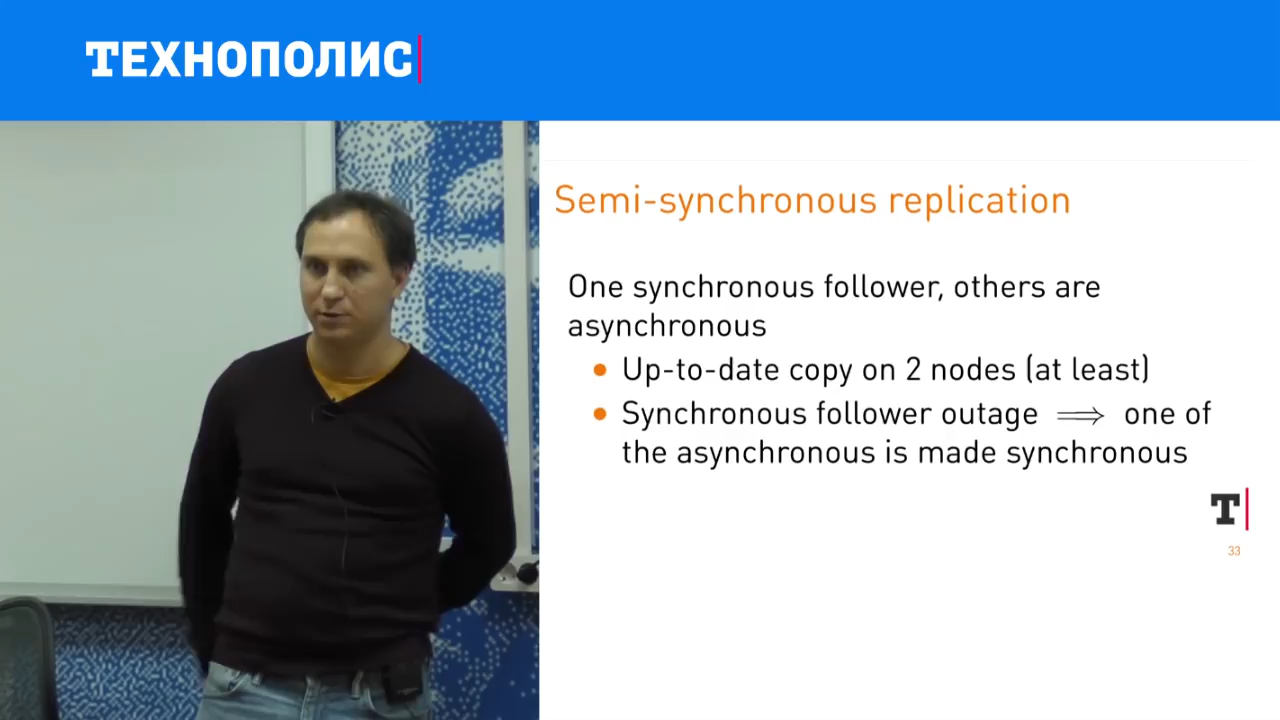 ТЕХНОПОЛИС
Semi-synchronous replication
One synchronous follower, others are
asynchronous
• Up-to-date copy on 2 nodes (at least)
• Synchronous follower outage ⟹ one of
the asynchronous is made synchronous
T
33